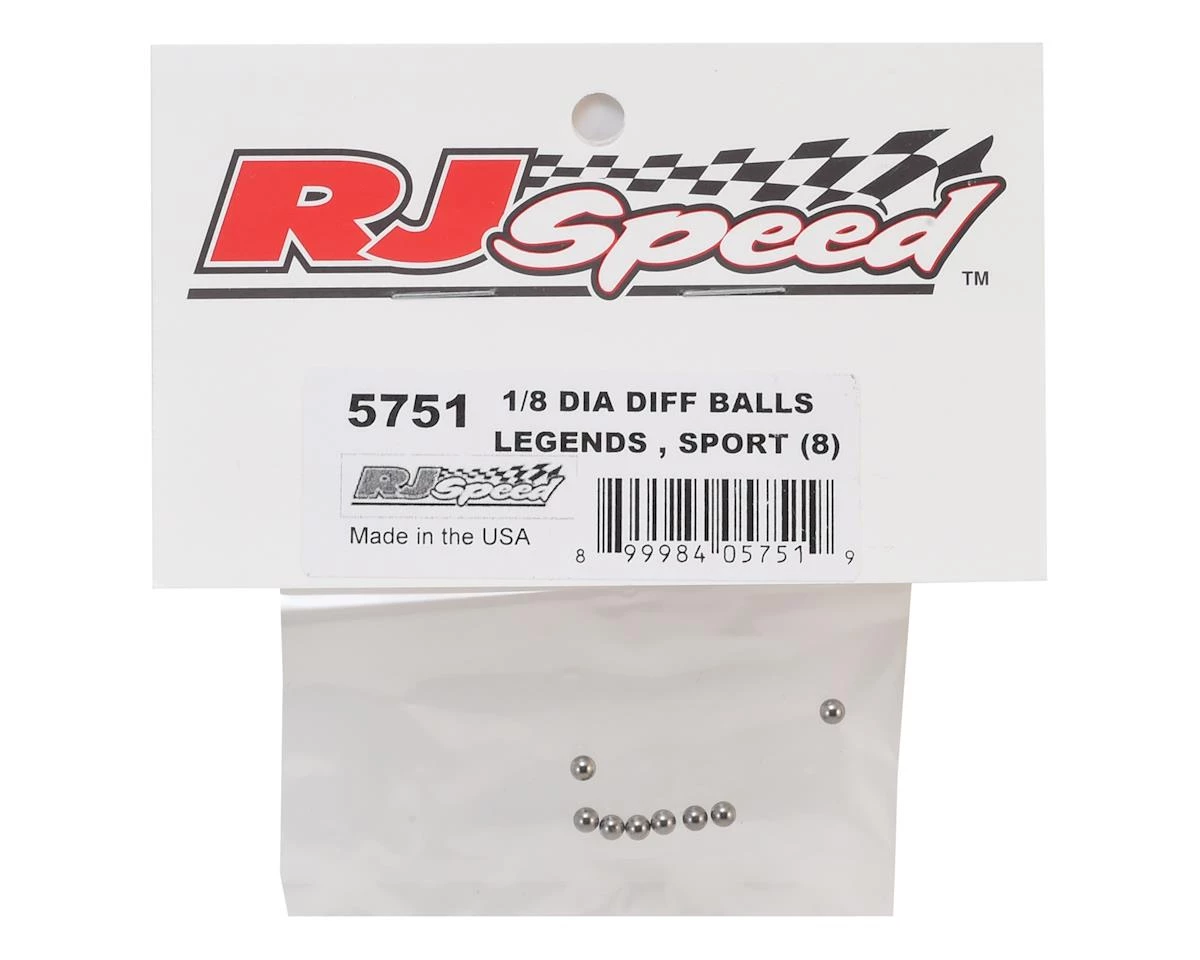 RJ Speed
TM
5751 1/8 DIA DIFF BALLS
LEGENDS , SPORT (8)
RJ Speed
Made in the USA
8 99984 05751 9